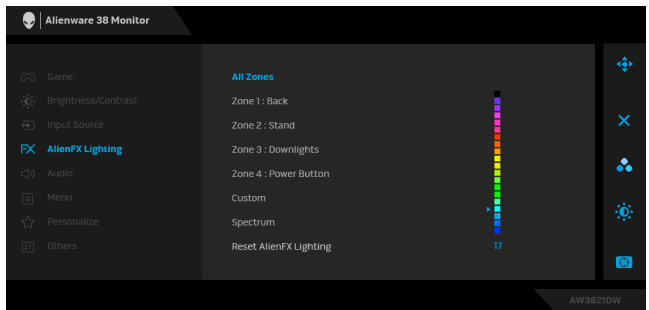 Alienware 38 Monitor
Game
Brightness/Contrast
Input Source
FX AlienFX Lighting
Audio
Menu
Personalize
Others
All Zones
Zone 1 : Back
Zone 2 : Stand
Zone 3 : Downlights
Zone 4 : Power Button
Custom
Spectrum
Reset AlienFX Lighting
17
AW3821DW